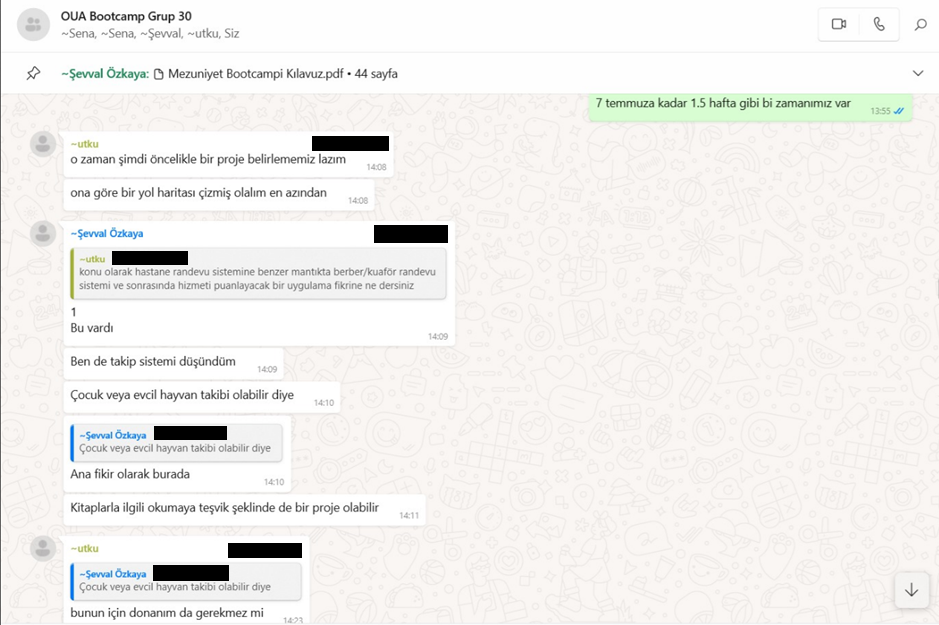 OUA Bootcamp Grup 30
~Sena, ~Sena, ~Şevval, ~utku, Siz
~Şevval Özkaya: Mezuniyet Bootcampi Kılavuz.pdf • 44 sayfa
7 temmuza kadar 1.5 hafta gibi bi zamanımız var
13:55
~utku
o zaman şimdi öncelikle bir proje belirlememiz lazım
14:08
ona göre bir yol haritası çizmiş olalım en azından
14:08
~Şevval Özkaya
~utku
konu olarak hastane randevu sistemine benzer mantıkta berber/kuaför randevu
sistemi ve sonrasında hizmeti puanlayacak bir uygulama fikrine ne dersiniz
1
Bu vardı
14:09
Ben de takip sistemi düşündüm
14:09
Çocuk veya evcil hayvan takibi olabilir diye
14:10
~Şevval Özkaya
Çocuk veya evcil hayvan takibi olabilir diye
Ana fikir olarak burada
14:10
Kitaplarla ilgili okumaya teşvik şeklinde de bir proje olabilir
14:11
~utku
~Şevval Özkaya
Çocuk veya evcil hayvan takibi olabilir diye
bunun için donanım da gerekmez mi
14:23